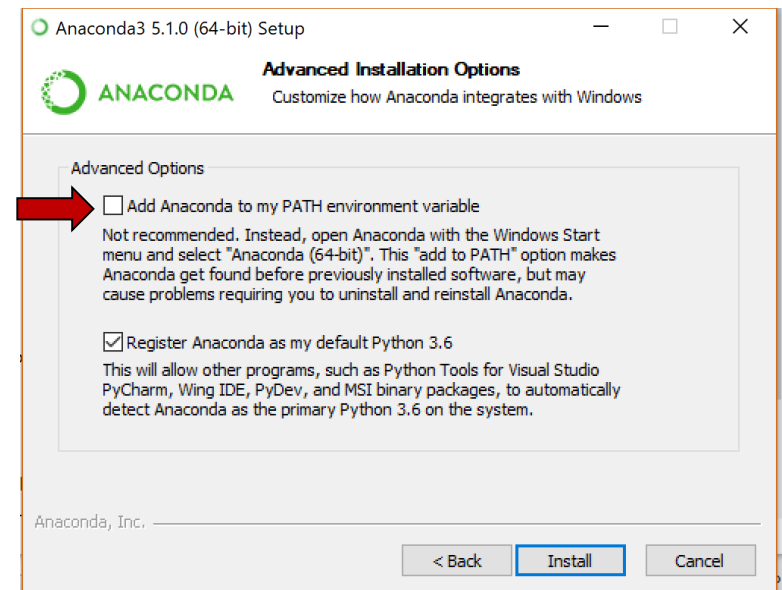 Anaconda3 5.1.0 (64-bit) Setup
ANACONDA
Advanced Installation Options
Customize how Anaconda integrates with Windows
Advanced Options
Add Anaconda to my PATH environment variable
Not recommended. Instead, open Anaconda with the Windows Start
menu and select "Anaconda (64-bit)". This "add to PATH" option makes
Anaconda get found before previously installed software, but may
cause problems requiring you to uninstall and reinstall Anaconda.
Register Anaconda as my default Python 3.6
This will allow other programs, such as Python Tools for Visual Studio
PyCharm, Wing IDE, PyDev, and MSI binary packages, to automatically
detect Anaconda as the primary Python 3.6 on the system.
Anaconda, Inc.
< Back
Install
Cancel